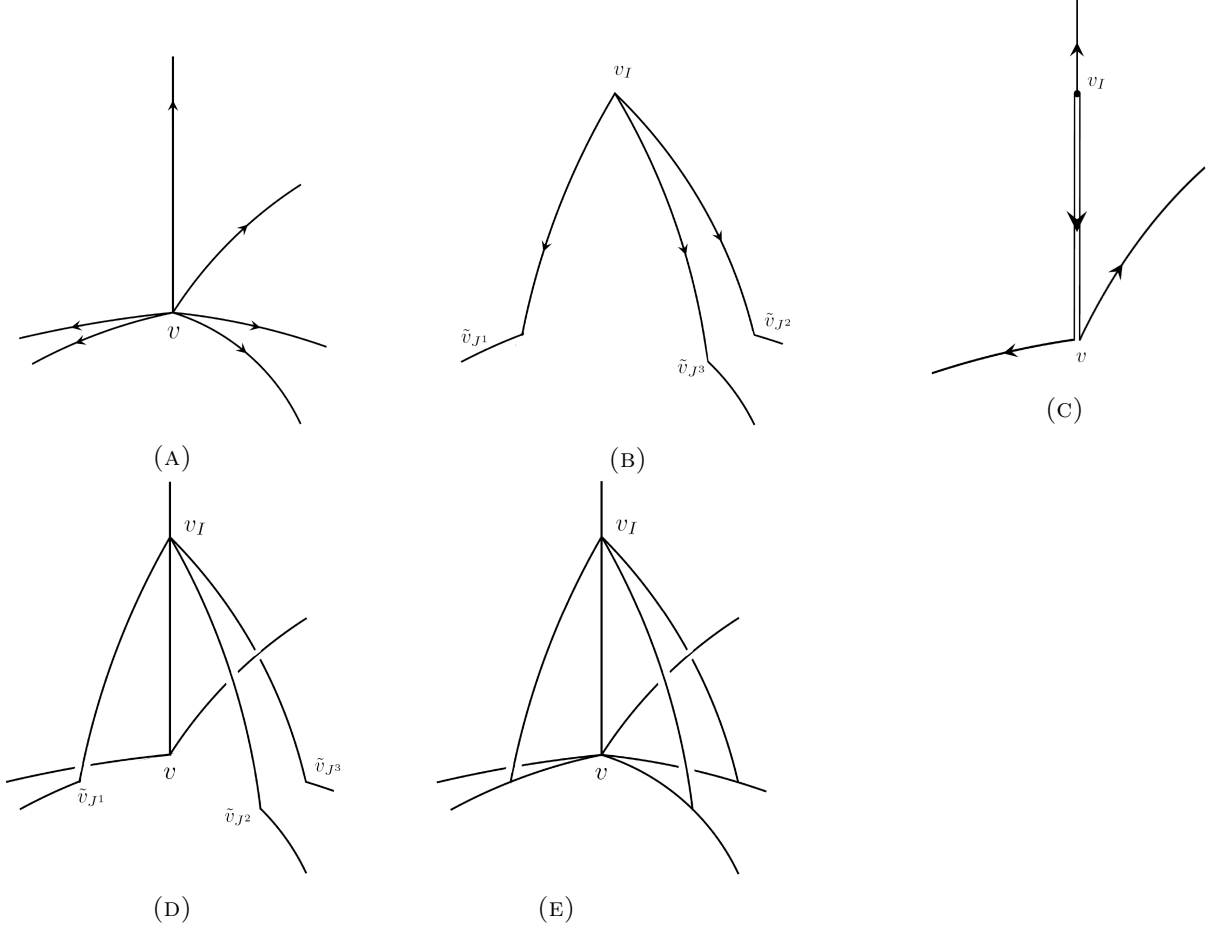 v
(A)
v_I
ṽ_{J^1}
ṽ_{J^2}
ṽ_{J^3}
(B)
v_I
v
(C)
v_I
v
ṽ_{J^1}
ṽ_{J^2}
ṽ_{J^3}
(D)
v_I
v
(E)